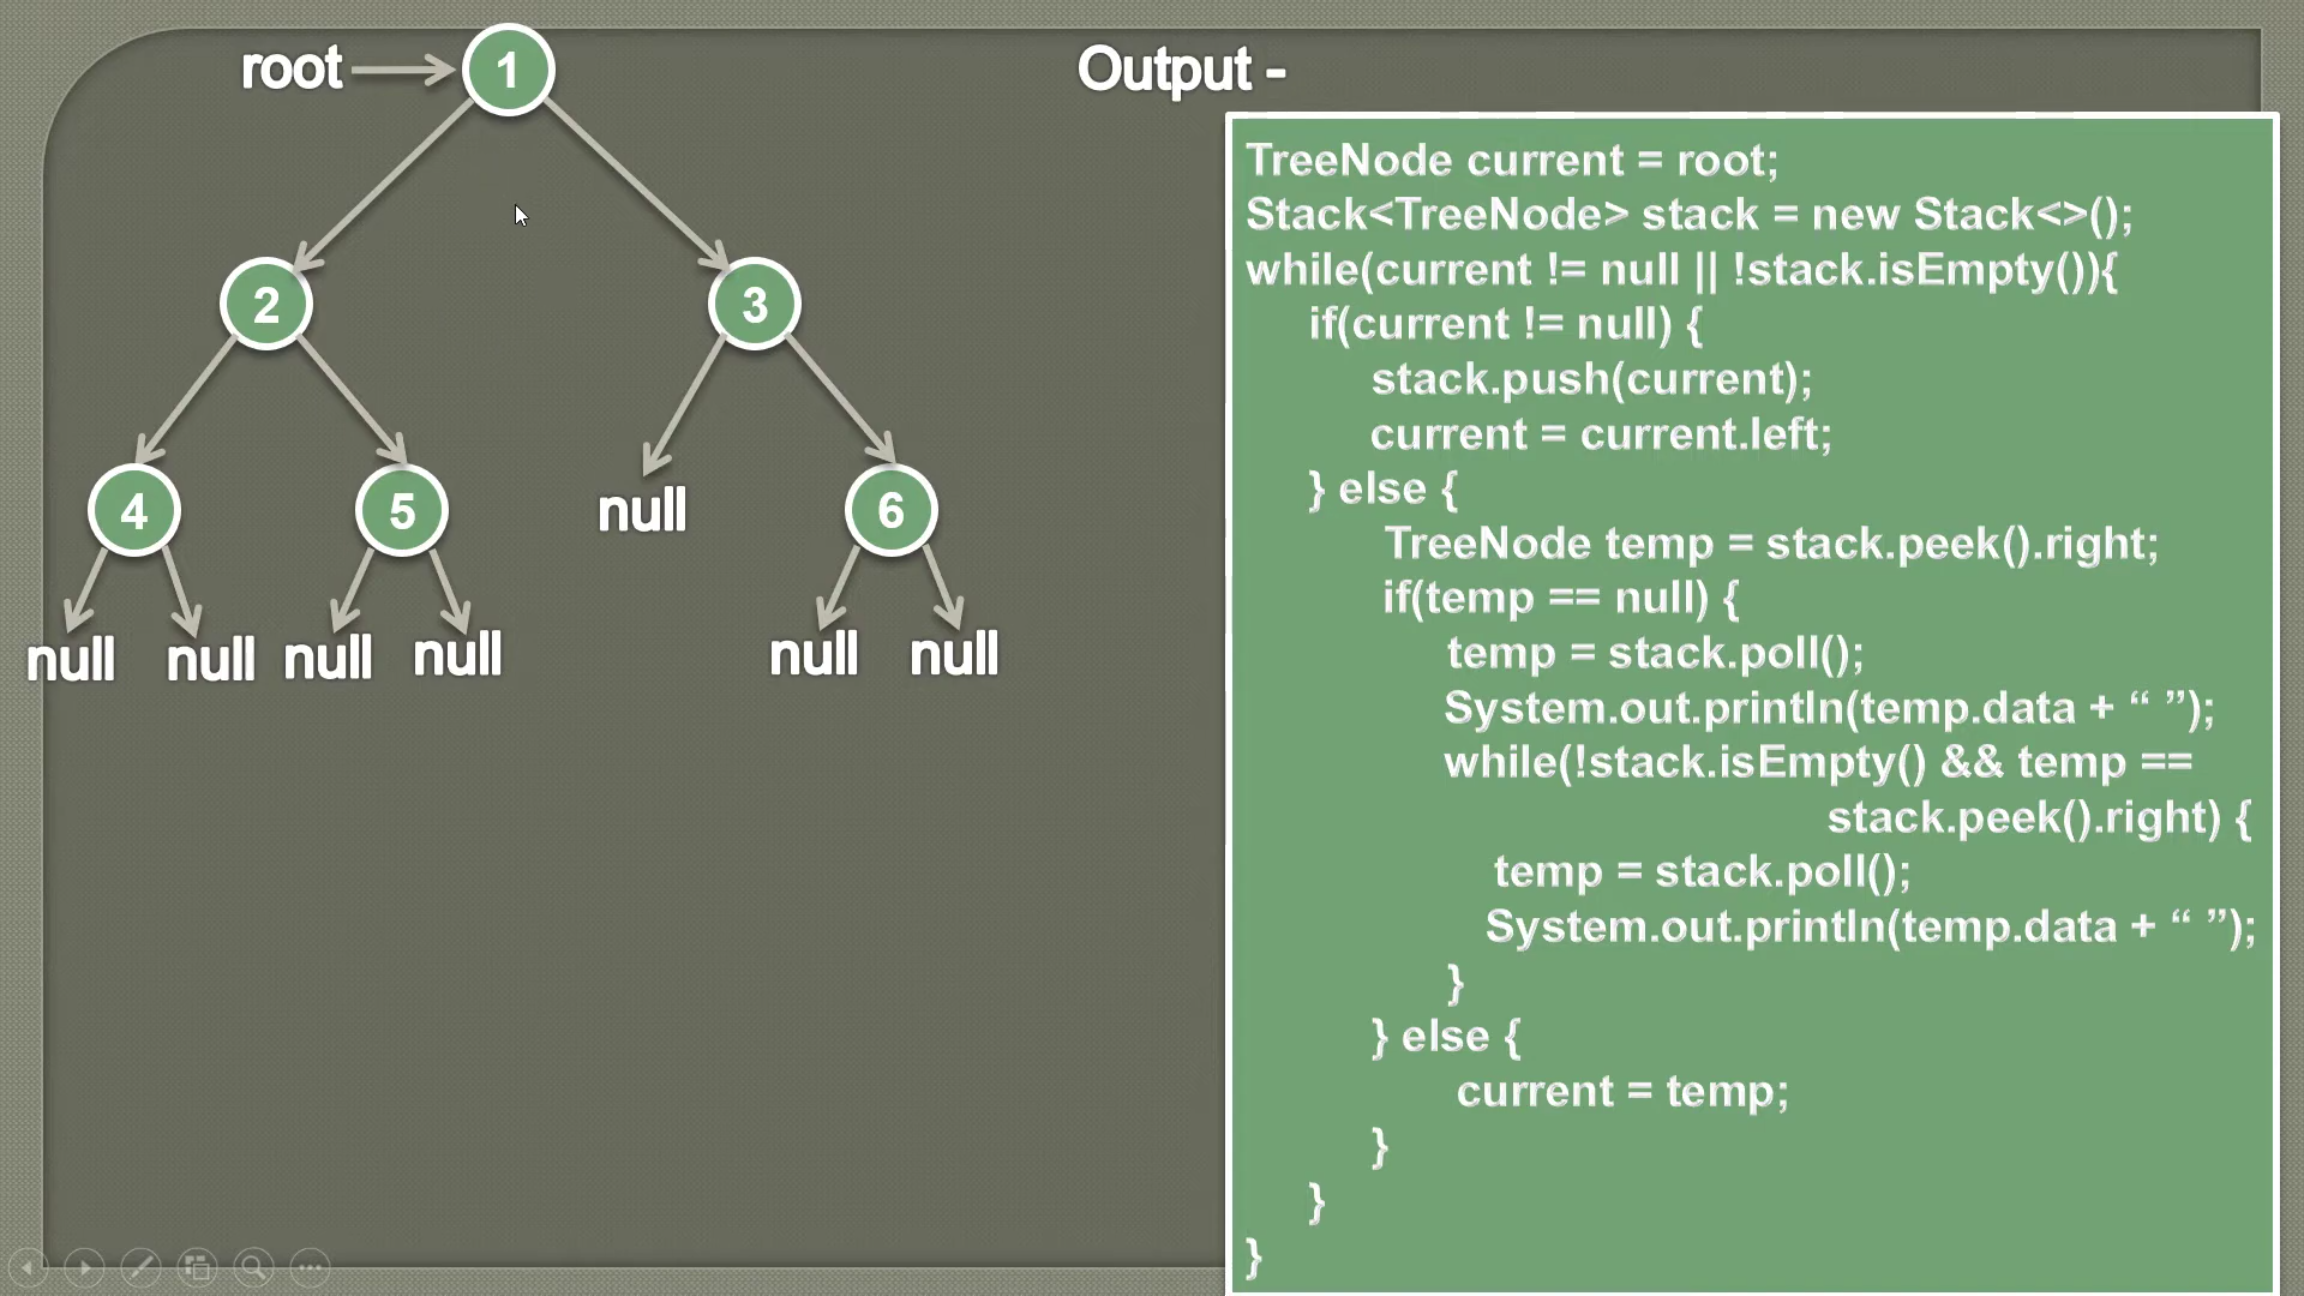 root
1
Output -
2
3
4
5
null
6
null
null
null
null
null
null
TreeNode current = root;
Stack<TreeNode> stack = new Stack<>();
while(current != null || !stack.isEmpty()){
if(current != null) {
stack.push(current);
current = current.left;
} else {
TreeNode temp = stack.peek().right;
if(temp == null) {
temp = stack.poll();
System.out.println(temp.data + “ ”);
while(!stack.isEmpty() && temp ==
stack.peek().right) {
temp = stack.poll();
System.out.println(temp.data + “ ”);
}
} else {
current = temp;
}
}
}